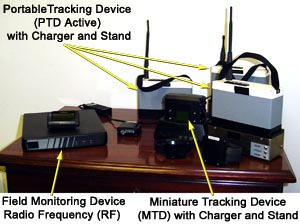 PortableTracking Device
(PTD Active)
with Charger and Stand
Field Monitoring Device
Radio Frequency (RF)
Miniature Tracking Device
(MTD) with Charger and Stand